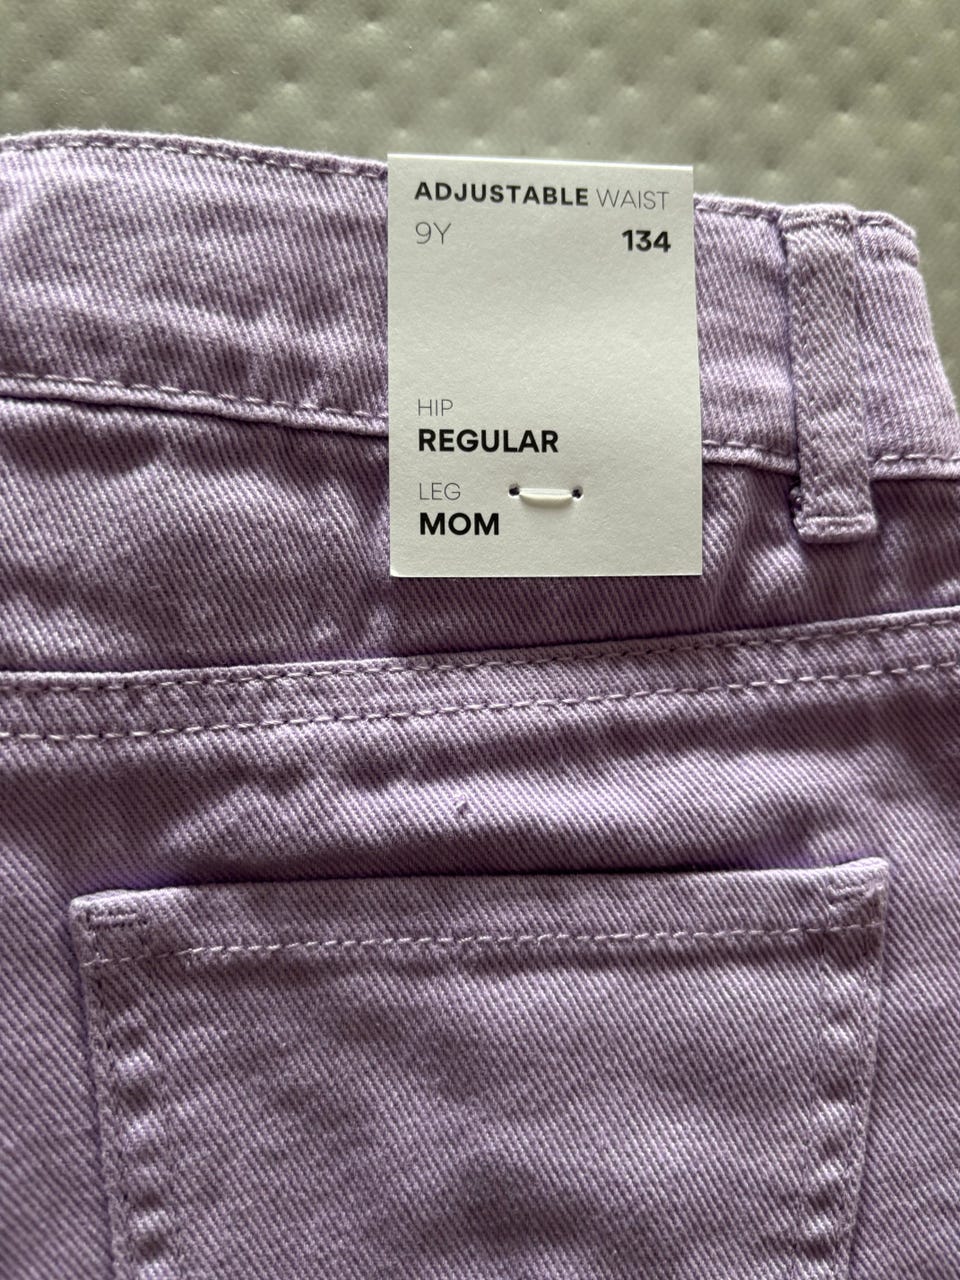 ADJUSTABLE WAIST
9Y 134
HIP
REGULAR
LEG
MOM